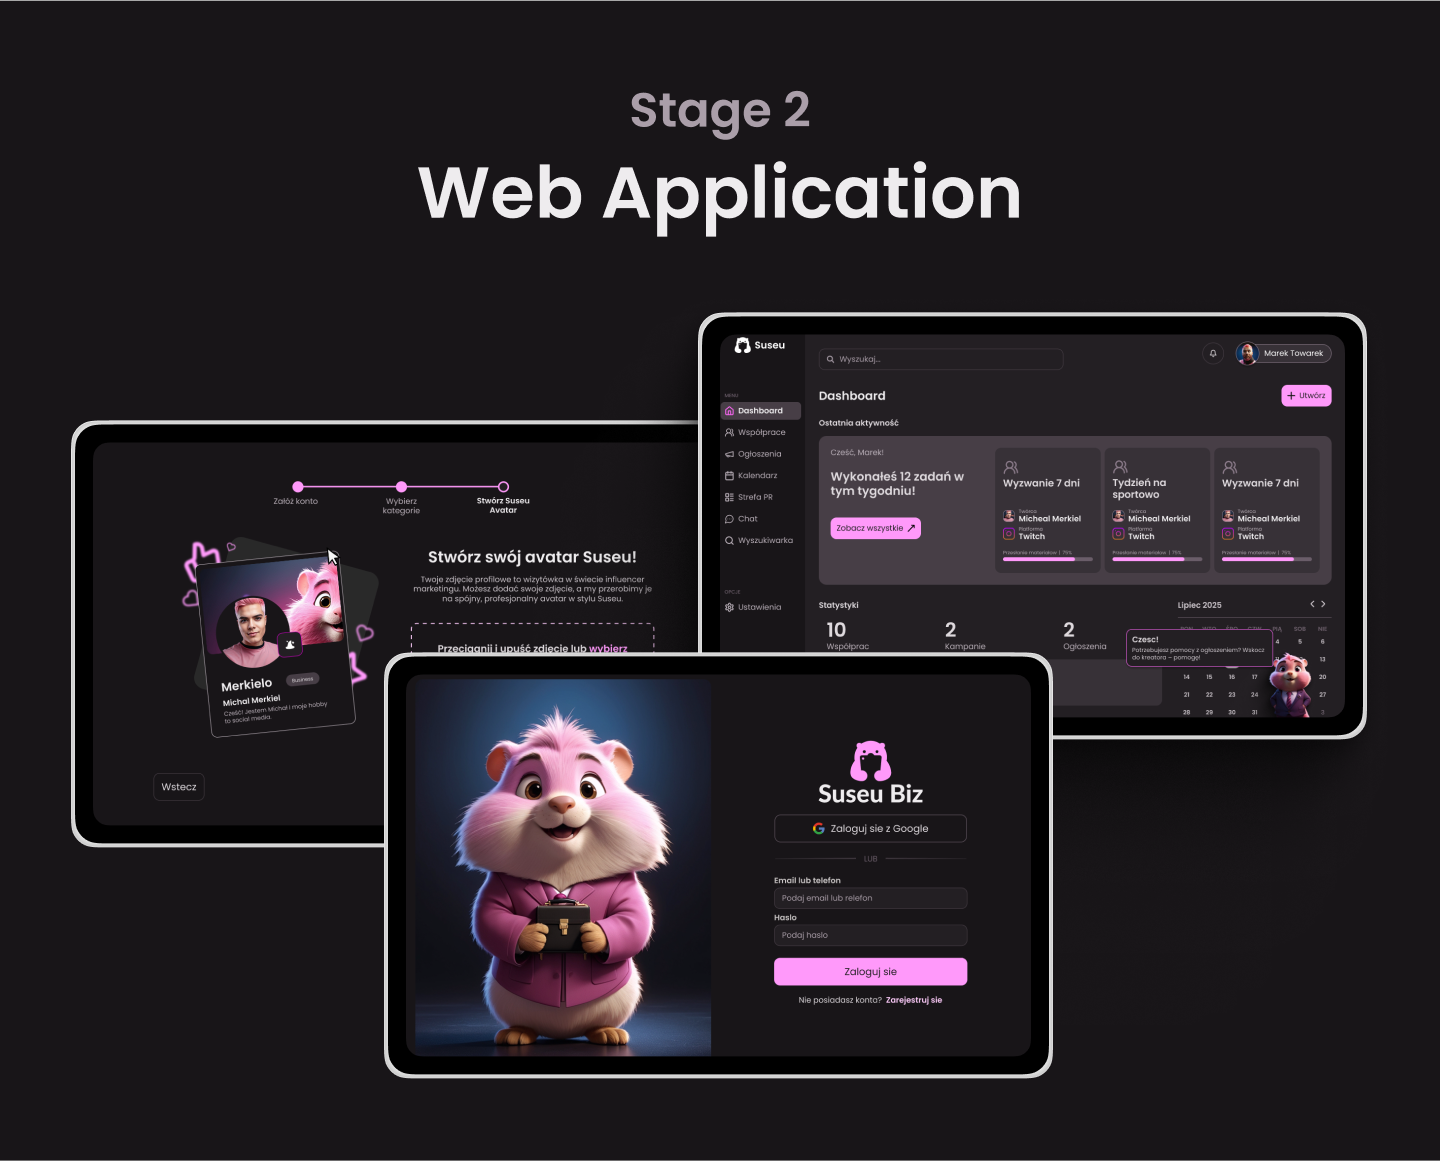 Stage 2
Web Application
Suseu
Wyszukaj...
Marek Towarek
MENU
Dashboard
Współprace
Ogłoszenia
Kalendarz
Strefa PR
Chat
Wyszukiwarka
OPCJE
Ustawienia
Dashboard
Utwórz
Ostatnia aktywność
Cześć, Marek!
Wykonałeś 12 zadań w
tym tygodniu!
Zobacz wszystkie
Wyzwanie 7 dni
Twórca
Micheal Merkiel
Platforma
Twitch
Przesłanie materiałow | 75%
Tydzień na
sportowo
Twórca
Micheal Merkiel
Platforma
Twitch
Przesłanie materiałow | 75%
Wyzwanie 7 dni
Twórca
Micheal Merkiel
Platforma
Twitch
Przesłanie materiałow | 75%
Statystyki
10
Współprac
2
Kampanie
2
Ogłoszenia
Lipiec 2025
PIĄ SOB NIE
4 5 6
13
14 15 16 17 20
21 22 23 24 27
28 29 30 31 3
Czesc!
Potrzebujesz pomocy z ogłoszeniem? Wskocz
do kreatora – pomogę!
Załóż konto
Wybierz
kategorie
Stwórz Suseu
Avatar
Stwórz swój avatar Suseu!
Twoje zdjęcie profilowe to wizytówka w świecie influencer
marketingu. Możesz dodać swoje zdjęcie, a my przerobimy je
na spójny, profesjonalny avatar w stylu Suseu.
Przeciągnij i upuść zdjęcie lub wybierz
Merkielo
Business
Michal Merkiel
Cześć! Jestem Michał i moje hobby
to social media.
Wstecz
Suseu Biz
Zaloguj sie z Google
LUB
Email lub telefon
Podaj email lub relefon
Haslo
Podaj haslo
Zaloguj sie
Nie posiadasz konta? Zarejestruj sie